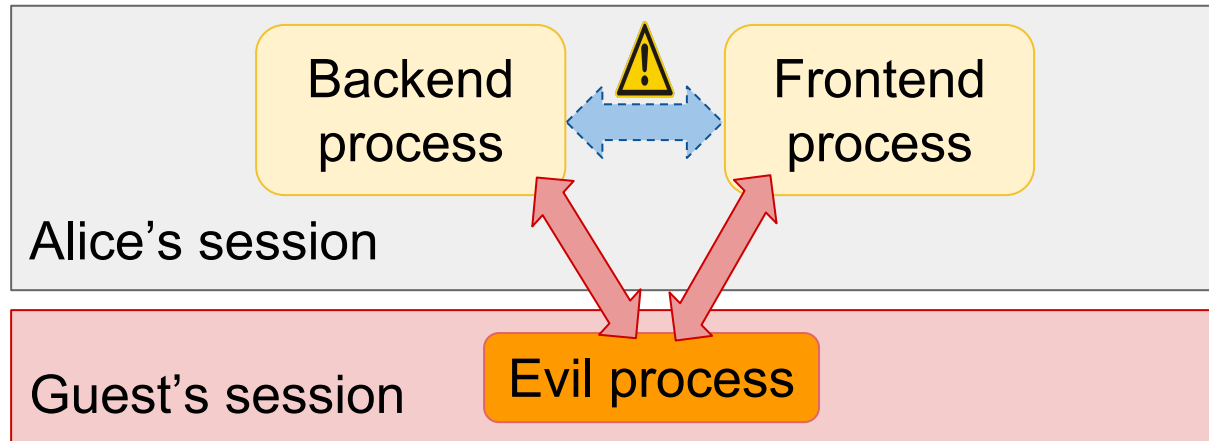 Backend
process
Frontend
process
Alice’s session
Evil process
Guest’s session